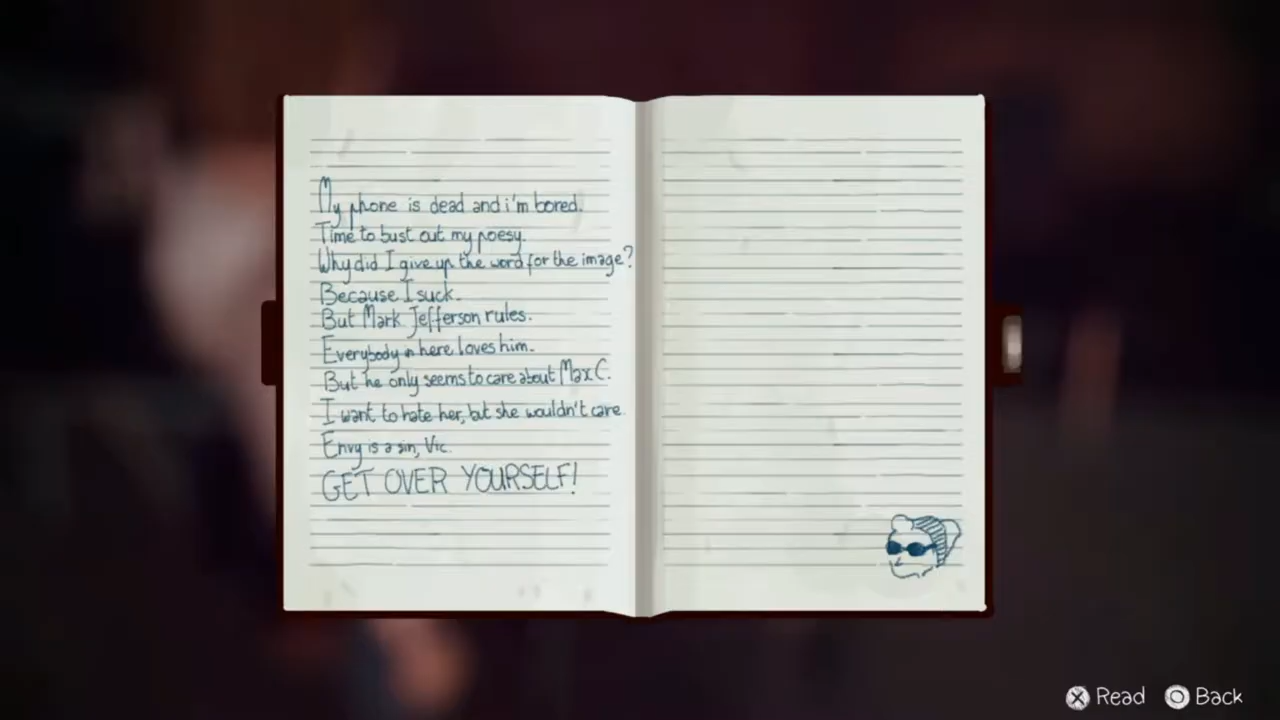 My phone is dead and i'm bored.
Time to bust out my poesy.
Why did I give up the word for the image?
Because I suck.
But Mark Jefferson rules.
Everybody in here loves him.
But he only seems to care about Max C.
I want to hate her, but she wouldn't care.
Envy is a sin, Vic.
GET OVER YOURSELF!
Read Back